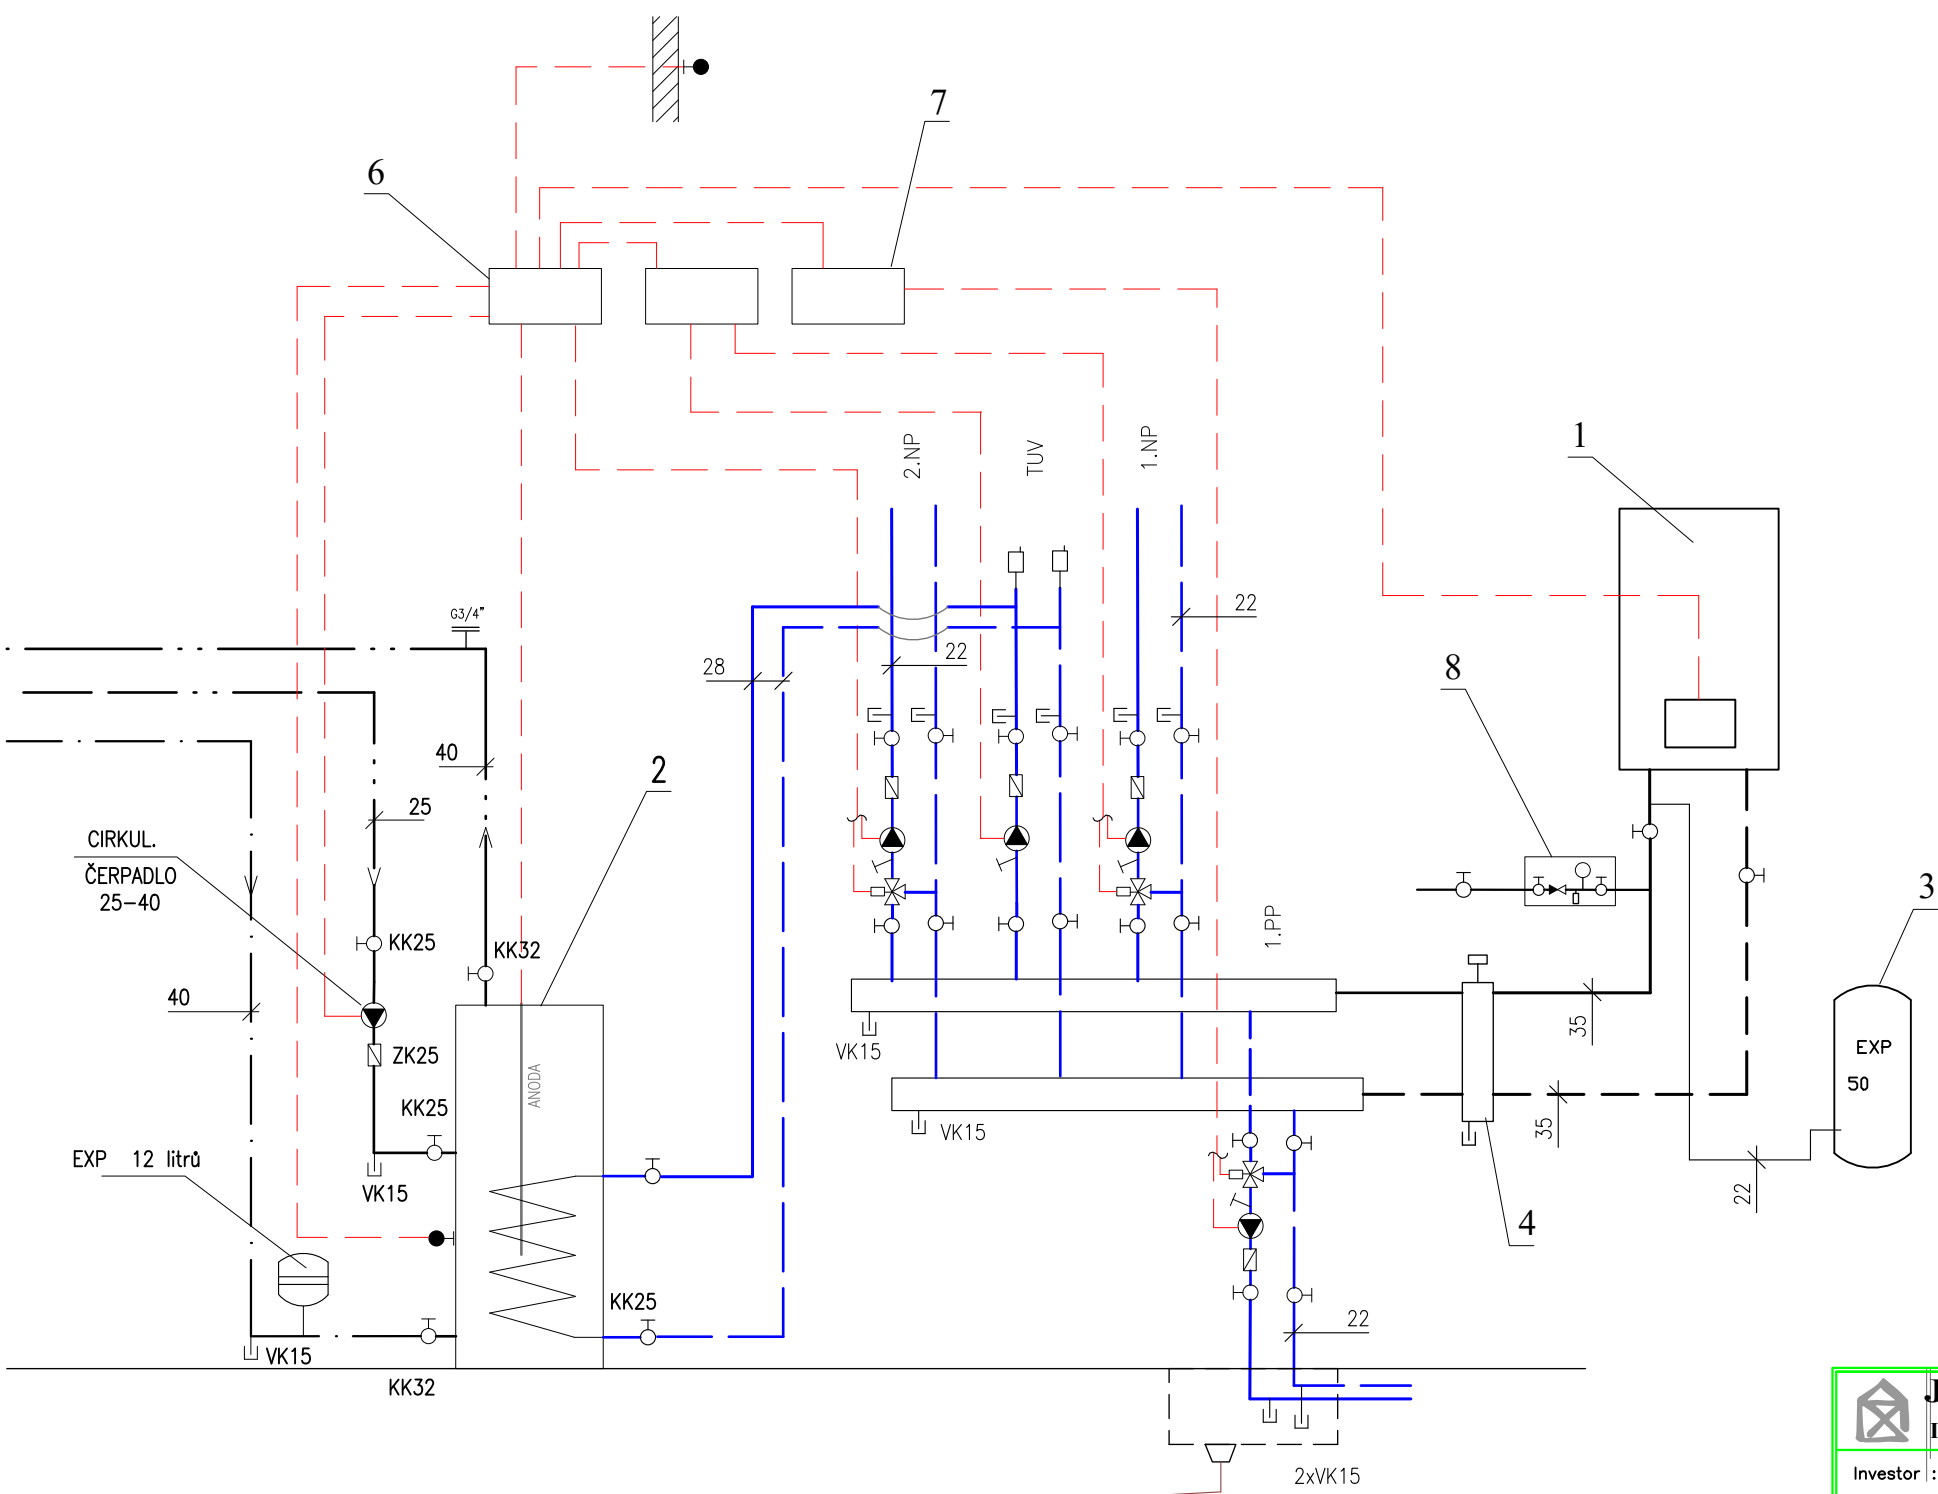 7
6
2.NP
TUV
1.NP
1
G3/4"
22
22
28
8
40
2
25
CIRKUL.
ČERPADLO
25-40
3
KK25
KK32
1.PP
40
35
EXP
50
VK15
ZK25
ANODA
KK25
35
VK15
EXP 12 litrů
VK15
22
4
KK25
22
VK15
KK32
2xVK15
Investor :